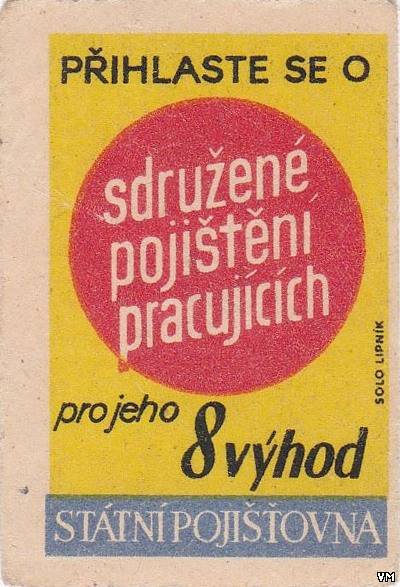 PŘIHLASTE SE O
sdružené
pojištění
pracujících
pro jeho
8 výhod
SOLO LIPNÍK
STÁTNÍ POJIŠŤOVNA
VM